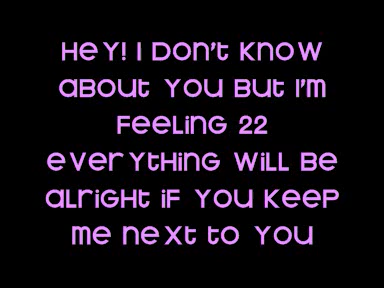 Hey! I Don't Know
about You But I'm
Feeling 22
everything will be
alright if you keep
me next to you